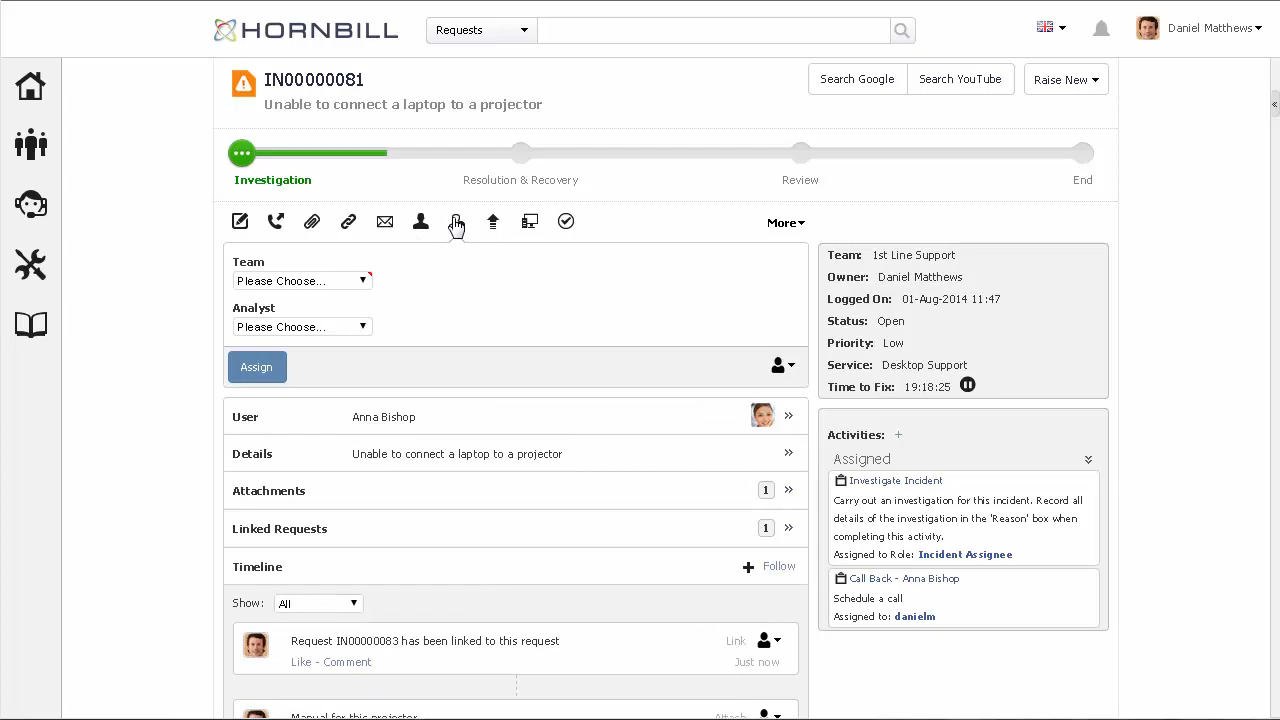 HORNBILL
Requests
Daniel Matthews
IN00000081
Unable to connect a laptop to a projector
Search Google
Search YouTube
Raise New
Investigation
Resolution & Recovery
Review
End
More
Team
Please Choose...
Analyst
Please Choose...
Assign
Team: 1st Line Support
Owner: Daniel Matthews
Logged On: 01-Aug-2014 11:47
Status: Open
Priority: Low
Service: Desktop Support
Time to Fix: 19:18:25
User Anna Bishop
Details Unable to connect a laptop to a projector
Attachments 1
Linked Requests 1
Timeline
Follow
Show: All
Request IN00000083 has been linked to this request
Link
Like - Comment
Just now
Manual for this projector
Attach
Activities: +
Assigned
Investigate Incident
Carry out an investigation for this incident. Record all
details of the investigation in the 'Reason' box when
completing this activity.
Assigned to Role: Incident Assignee
Call Back - Anna Bishop
Schedule a call
Assigned to: danielm